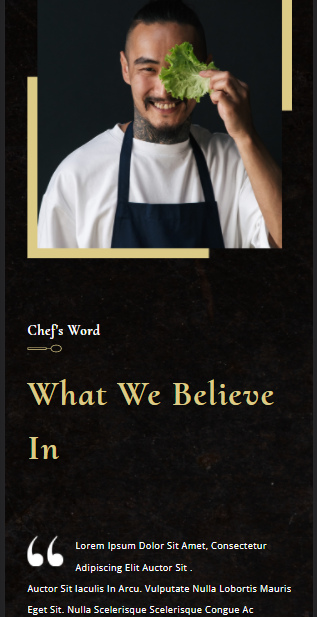 Chef's Word
What We Believe
In
Lorem Ipsum Dolor Sit Amet, Consectetur
Adipiscing Elit Auctor Sit .
Auctor Sit Iaculis In Arcu. Vulputate Nulla Lobortis Mauris
Eget Sit. Nulla Scelerisque Scelerisque Congue Ac